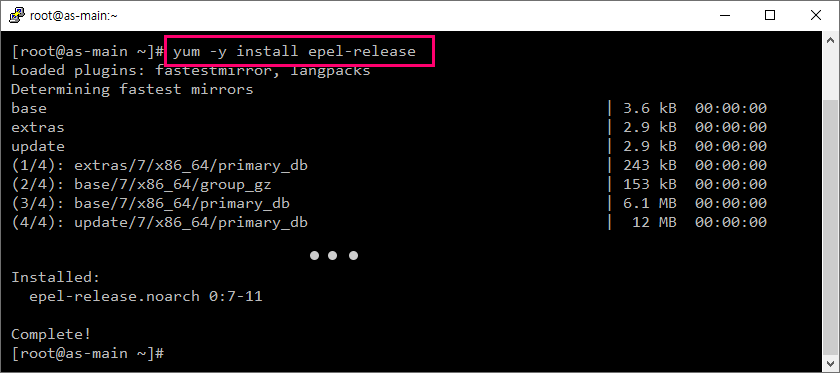 root@as-main:~
[root@as-main ~]# yum -y install epel-release
Loaded plugins: fastestmirror, langpacks
Determining fastest mirrors
base | 3.6 kB 00:00:00
extras | 2.9 kB 00:00:00
update | 2.9 kB 00:00:00
(1/4): extras/7/x86_64/primary_db | 243 kB 00:00:00
(2/4): base/7/x86_64/group_gz | 153 kB 00:00:00
(3/4): base/7/x86_64/primary_db | 6.1 MB 00:00:00
(4/4): update/7/x86_64/primary_db | 12 MB 00:00:00
● ● ●
Installed:
epel-release.noarch 0:7-11
Complete!
[root@as-main ~]#